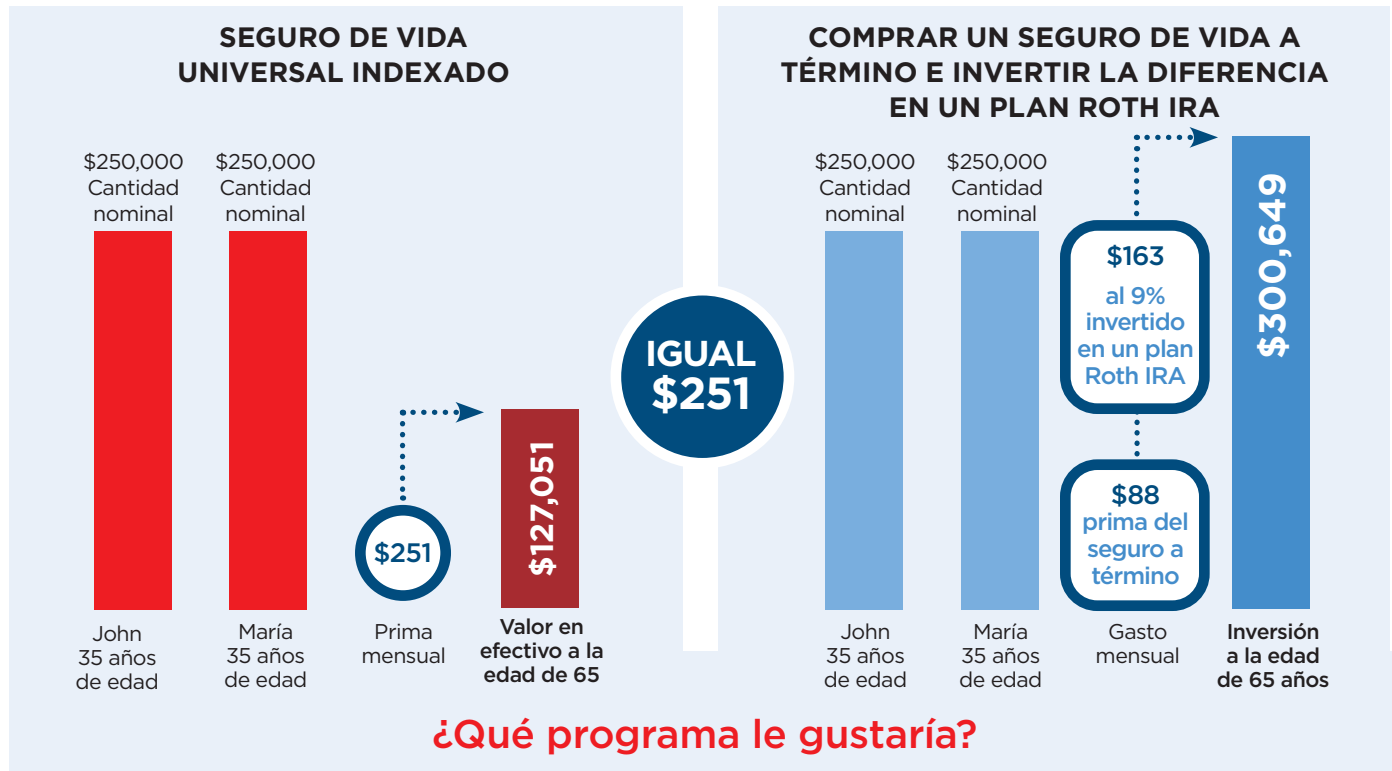 SEGURO DE VIDA
UNIVERSAL INDEXADO
$250,000
Cantidad
nominal
$250,000
Cantidad
nominal
$251
$127,051
John
35 años
de edad
María
35 años
de edad
Prima
mensual
Valor en
efectivo a la
edad de 65
IGUAL
$251
COMPRAR UN SEGURO DE VIDA A
TÉRMINO E INVERTIR LA DIFERENCIA
EN UN PLAN ROTH IRA
$250,000
Cantidad
nominal
$250,000
Cantidad
nominal
$163
al 9%
invertido
en un plan
Roth IRA
$88
prima del
seguro a
término
$300,649
John
35 años
de edad
María
35 años
de edad
Gasto
mensual
Inversión
a la edad
de 65 años
¿Qué programa le gustaría?